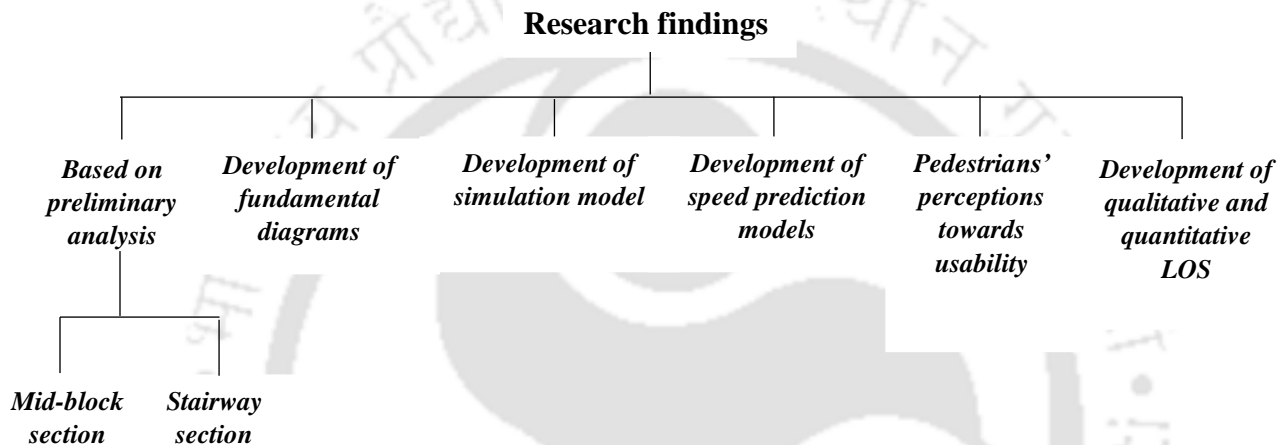 Research findings
Based on
preliminary
analysis
Development of
fundamental
diagrams
Development of
simulation model
Development of
speed prediction
models
Pedestrians’
perceptions
towards
usability
Development of
qualitative and
quantitative
LOS
Mid-block
section
Stairway
section